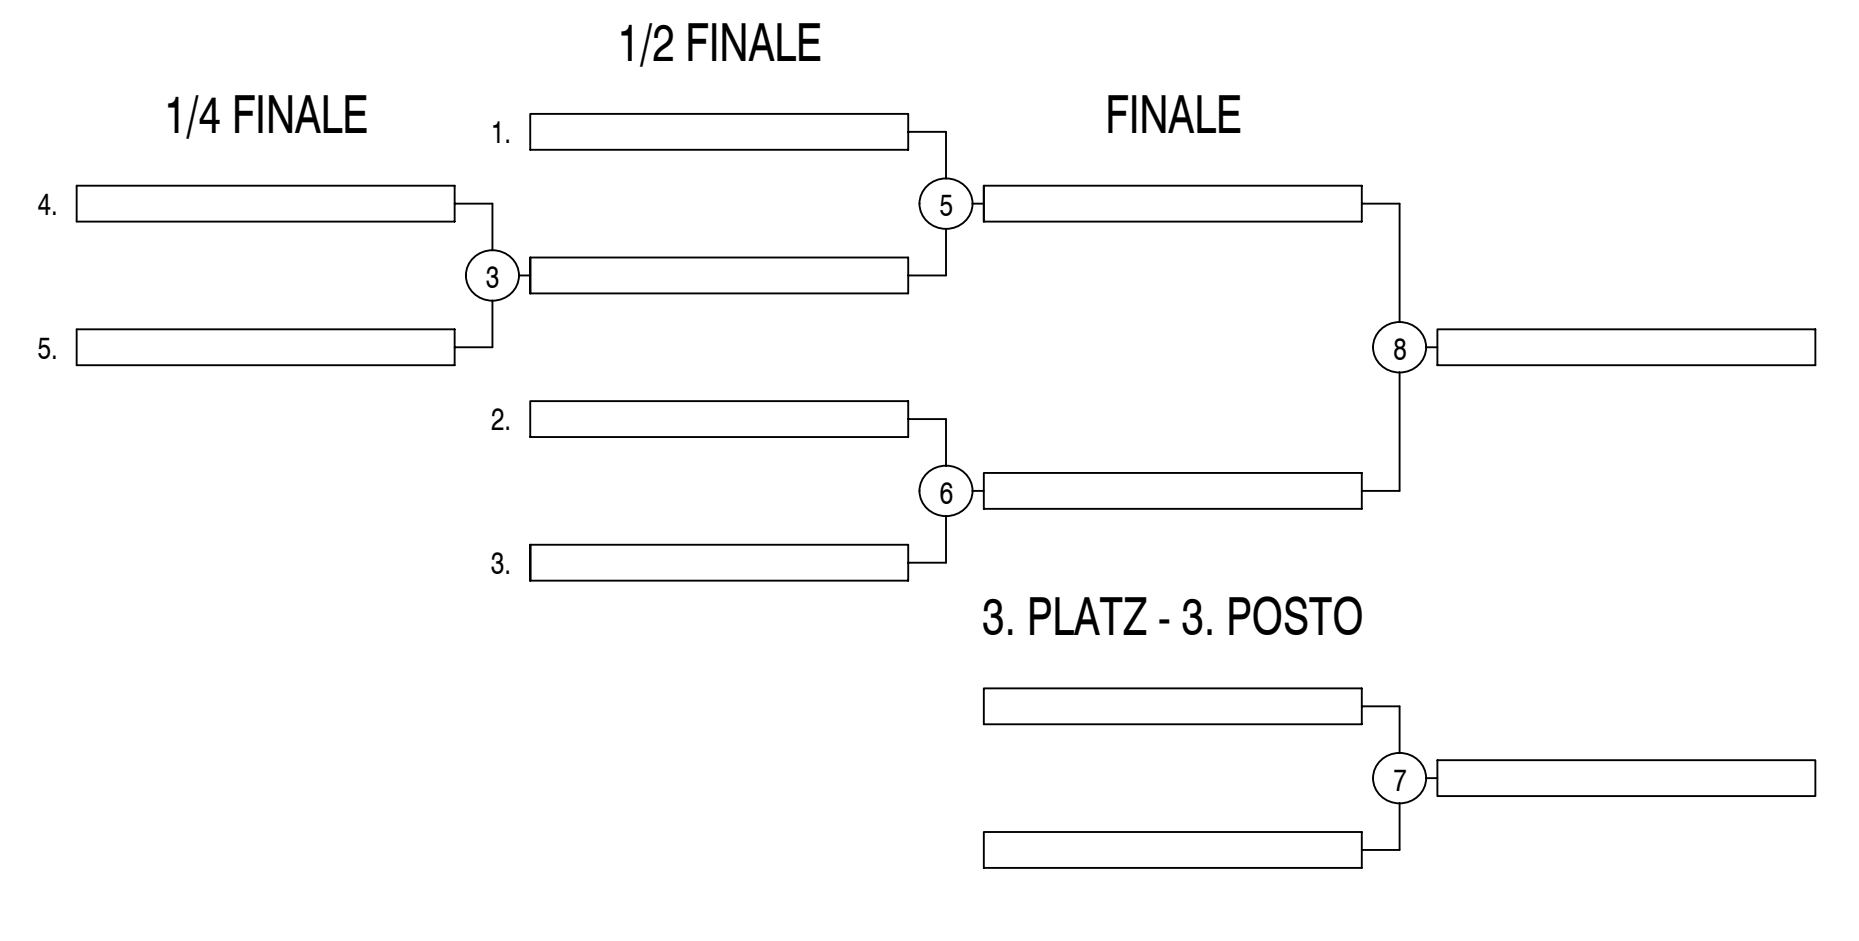 1/2 FINALE
1/4 FINALE
FINALE
1.
4.
5
3
5.
8
2.
6
3.
3. PLATZ - 3. POSTO
7